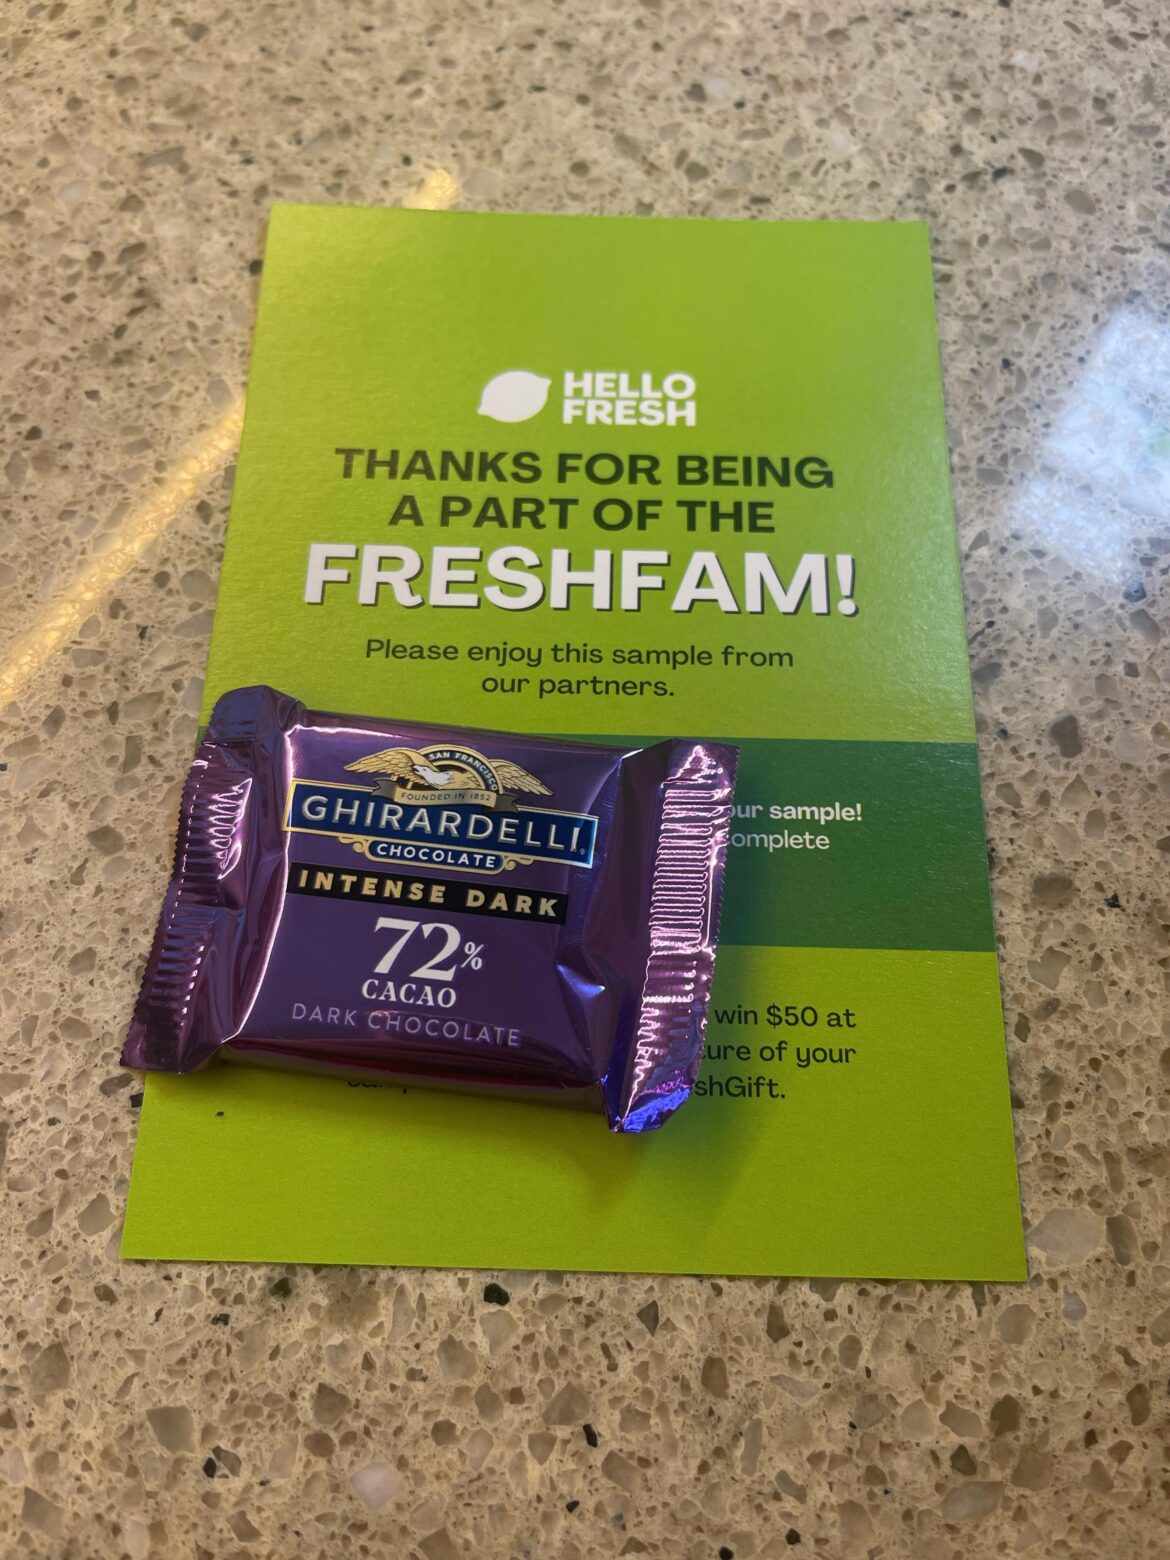 HELLO
FRESH
THANKS FOR BEING
A PART OF THE
FRESHFAM!
Please enjoy this sample from
our partners.
SAN FRANCISCO
FOUNDED IN 1852
GHIRARDELLI
CHOCOLATE
INTENSE DARK
72%
CACAO
DARK CHOCOLATE
our sample!
complete
win $50 at
ture of your
shGift.